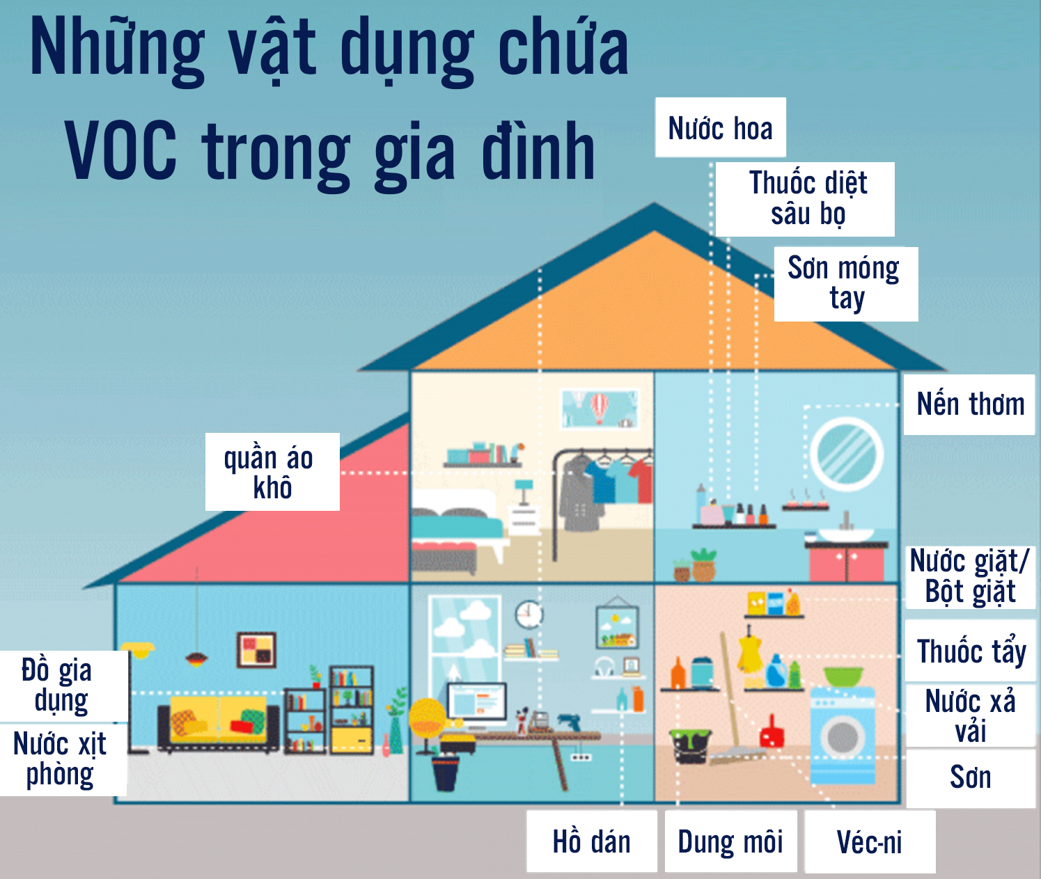 Những vật dụng chứa
VOC trong gia đình
Nước hoa
Thuốc diệt
sâu bọ
Sơn móng
tay
Nến thơm
quần áo
khô
Nước giặt/
Bột giặt
Thuốc tẩy
Đồ gia
dụng
Nước xả
vải
Nước xịt
phòng
Sơn
Hồ dán
Dung môi
Véc-ni